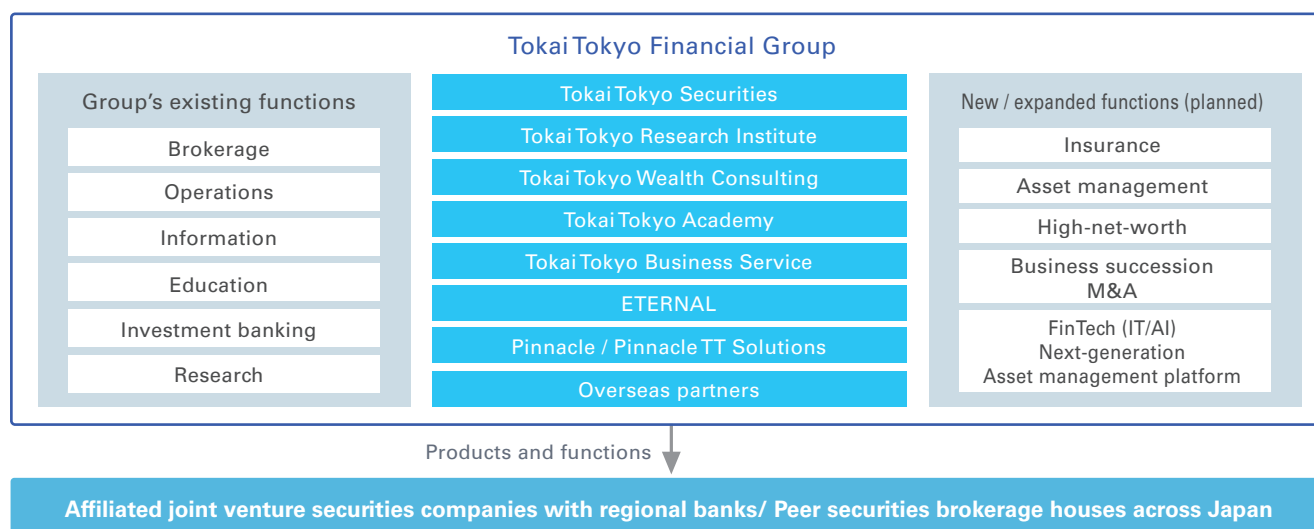 Tokai Tokyo Financial Group
Group's existing functions
Brokerage
Operations
Information
Education
Investment banking
Research
Tokai Tokyo Securities
Tokai Tokyo Research Institute
Tokai Tokyo Wealth Consulting
Tokai Tokyo Academy
Tokai Tokyo Business Service
ETERNAL
Pinnacle / Pinnacle TT Solutions
Overseas partners
New / expanded functions (planned)
Insurance
Asset management
High-net-worth
Business succession
M&A
FinTech (IT/AI)
Next-generation
Asset management platform
Products and functions
Affiliated joint venture securities companies with regional banks/ Peer securities brokerage houses across Japan